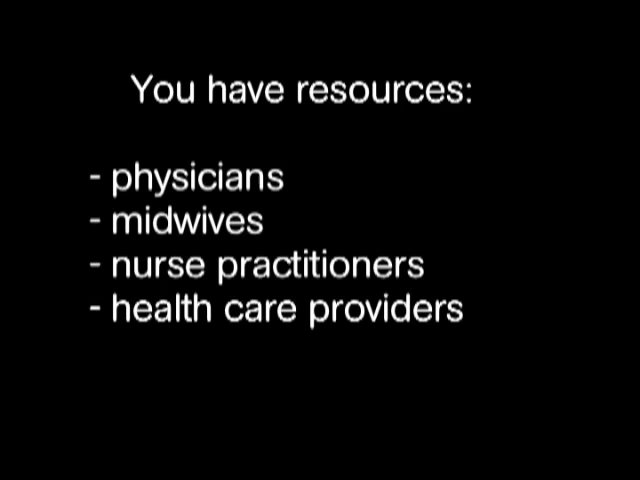 You have resources:
- physicians
- midwives
- nurse practitioners
- health care providers